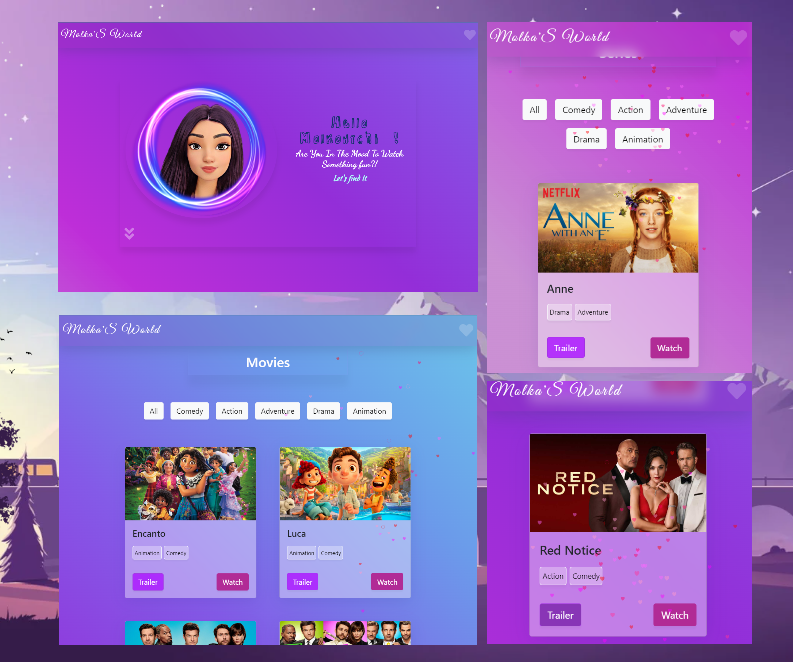 Molka'S World
Hello
Molkourchi !
Are You In The Mood To Watch
Something fun?!
Let's find It
Molka'S World
All
Comedy
Action
Adventure
Drama
Animation
NETFLIX
ANNE
WITH AN "E"
Anne
Drama
Adventure
Trailer
Watch
Molka'S World
Movies
All
Comedy
Action
Adventure
Drama
Animation
Encanto
Animation
Comedy
Trailer
Watch
Luca
Animation
Comedy
Trailer
Watch
Molka'S World
RED
NOTICE
Red Notice
Action
Comedy
Trailer
Watch